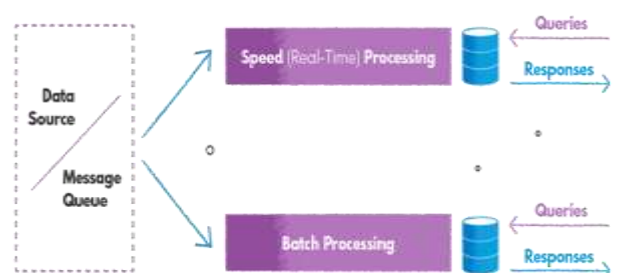 Data
Source
Message
Queue
Speed (Real-Time) Processing
Queries
Responses
Batch Processing
Queries
Responses